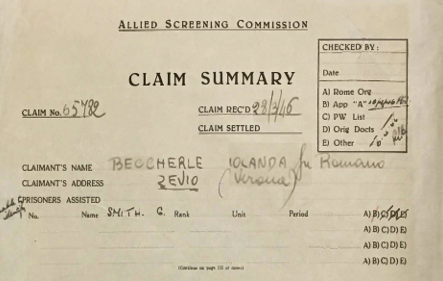 ALLIED SCREENING COMMISSION
CHECKED BY:
Date
CLAIM SUMMARY
A) Rome Org
CLAIM No. 65782
CLAIM REC'D 28/3/46
B) App "A"
C) PW List
CLAIM SETTLED
D) Orig Docts
E) Other
CLAIMANT'S NAME BECCHERLE IOLANDA fu Romano
CLAIMANT'S ADDRESS ZEVIO (Verona)
PRISONERS ASSISTED
No. Name SMITH. G. Rank Unit Period A) B) C) D) E)
A) B) C) D) E)
A) B) C) D) E)
A) B) C) D) E)